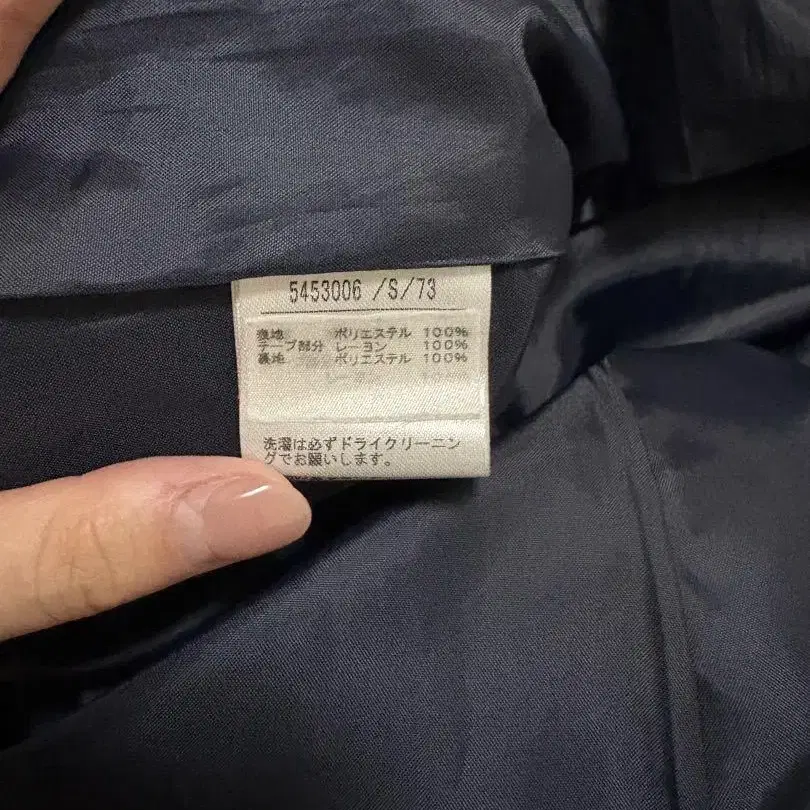 5453006 /S/73
表地 ポリエステル 100%
テープ部分 レーヨン 100%
裏地 ポリエステル 100%
洗濯は必ずドライクリーニン
グでお願いします。